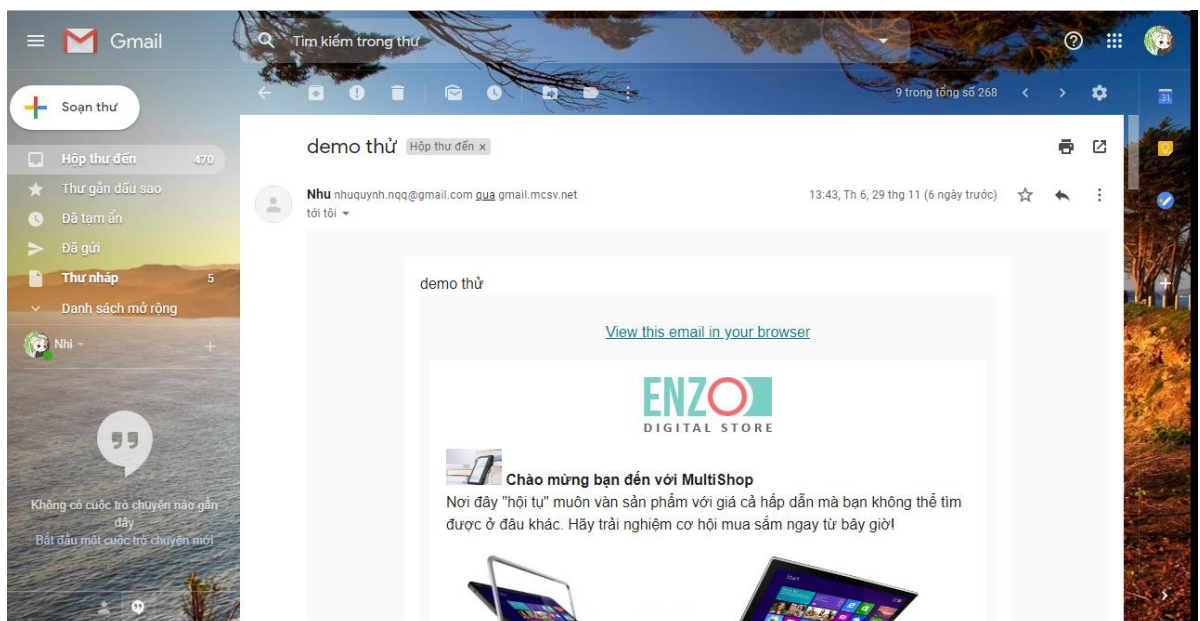 Gmail
Tìm kiếm trong thư
Soạn thư
9 trong tổng số 268
31
Hộp thư đến 470
Thư gắn dấu sao
Đã tạm ẩn
Đã gửi
Thư nháp 5
Danh sách mở rộng
Nhi
Không có cuộc trò chuyện nào gần
đây
Bắt đầu một cuộc trò chuyện mới
demo thử Hộp thư đến x
Nhu nhuquynh.nqq@gmail.com qua gmail.mcsv.net 13:43, Th 6, 29 thg 11 (6 ngày trước)
tới tôi
demo thử
View this email in your browser
ENZO
DIGITAL STORE
Chào mừng bạn đến với MultiShop
Nơi đây "hội tụ" muôn vàn sản phẩm với giá cả hấp dẫn mà bạn không thể tìm
được ở đâu khác. Hãy trải nghiệm cơ hội mua sắm ngay từ bây giờ!
Start